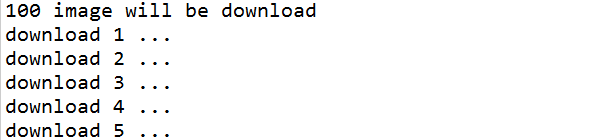 100 image will be download
download 1 ...
download 2 ...
download 3 ...
download 4 ...
download 5 ...